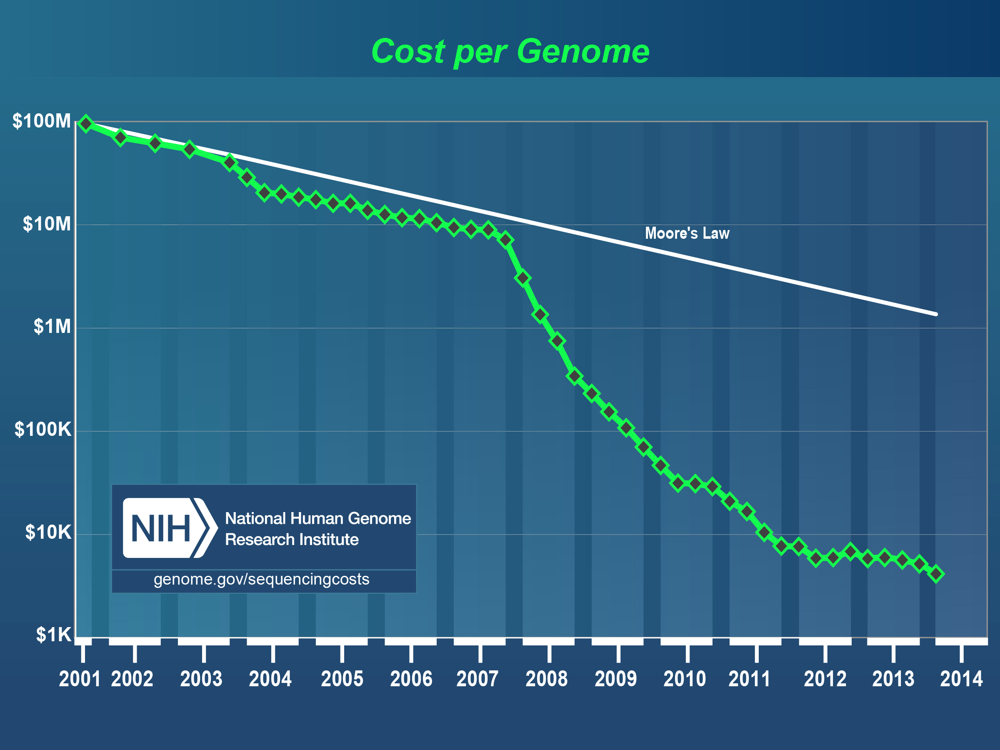 Cost per Genome
$100M
$10M
Moore's Law
$1M
$100K
$10K
$1K
NIH
National Human Genome
Research Institute
genome.gov/sequencingcosts
2001 2002 2003 2004 2005 2006 2007 2008 2009 2010 2011 2012 2013 2014